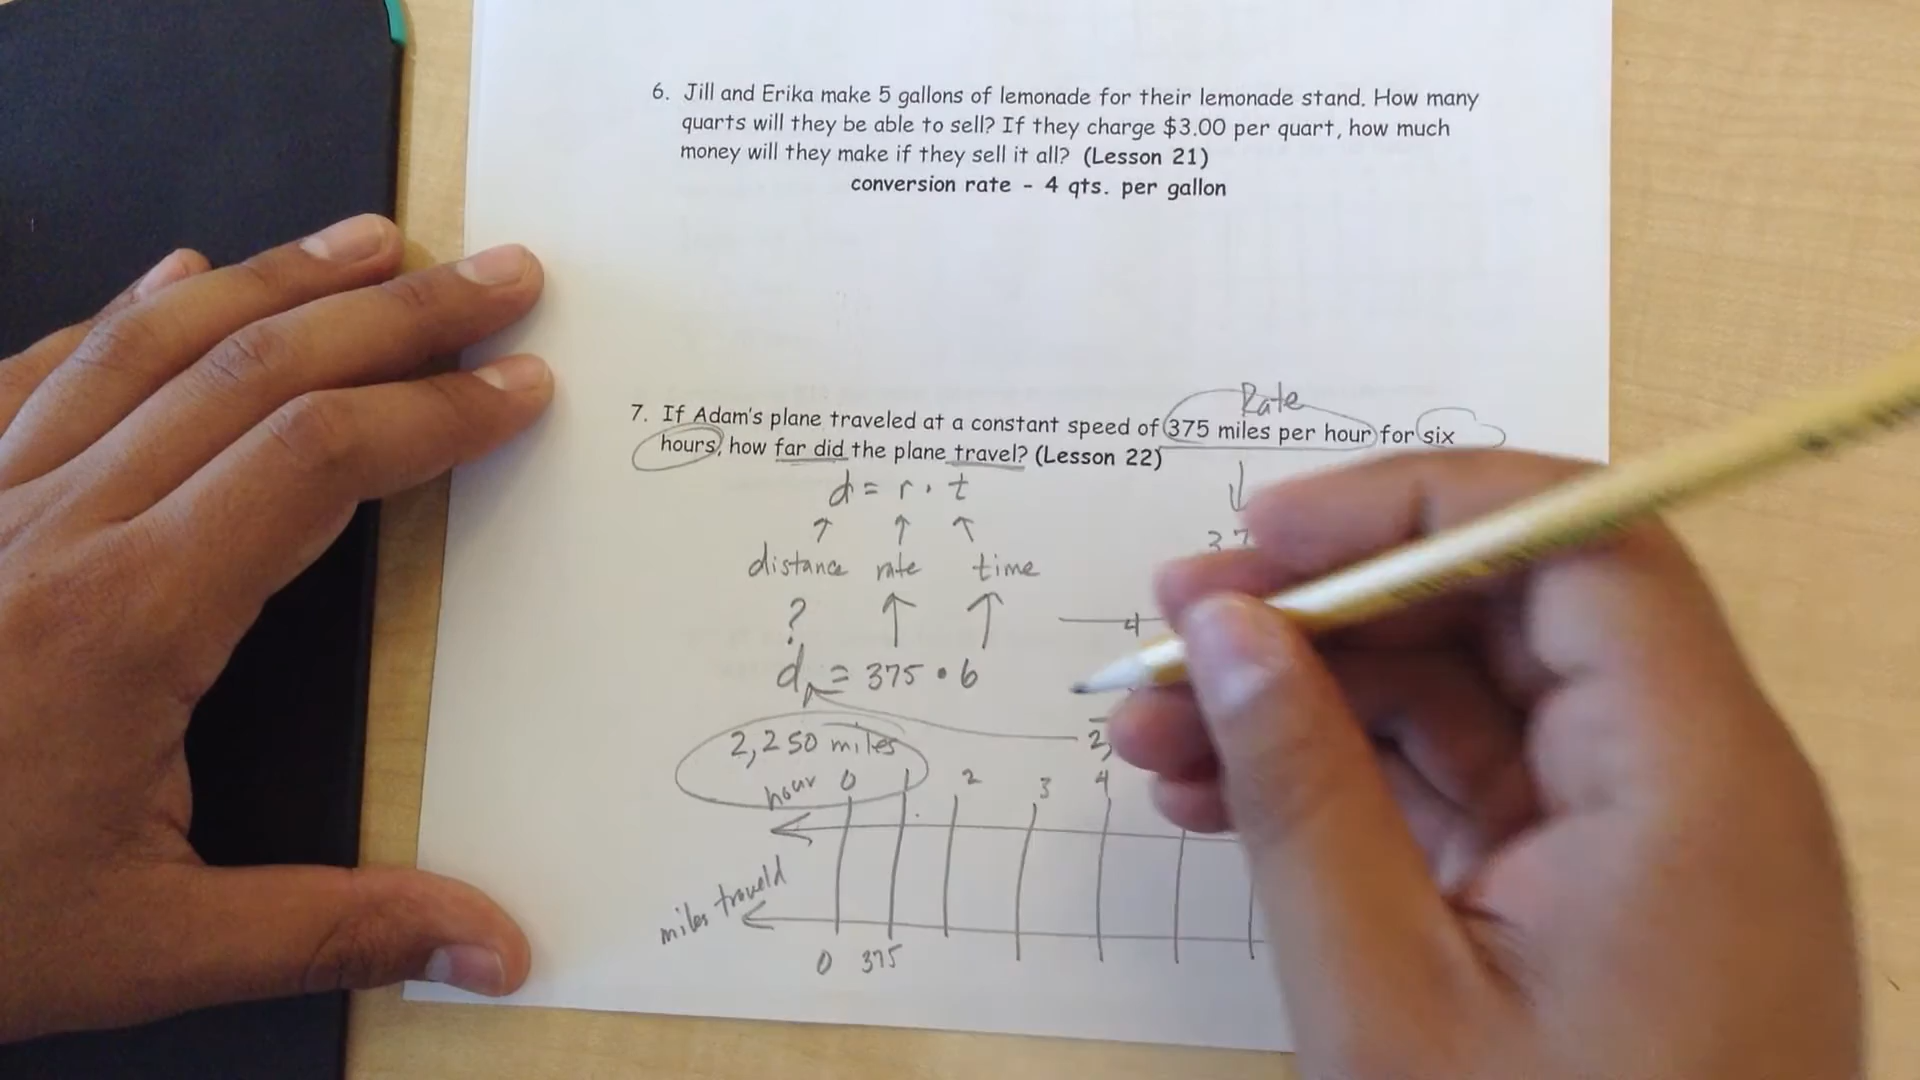 6. Jill and Erika make 5 gallons of lemonade for their lemonade stand. How many
quarts will they be able to sell? If they charge $3.00 per quart, how much
money will they make if they sell it all? (Lesson 21)
conversion rate - 4 qts. per gallon
Rate
7. If Adam's plane traveled at a constant speed of 375 miles per hour for six
hours, how far did the plane travel? (Lesson 22)
d = r · t
distance rate time
37
?
4
d = 375 • 6
2,250 miles
2,
hour 0 1 2 3 4
miles traveld
0 375